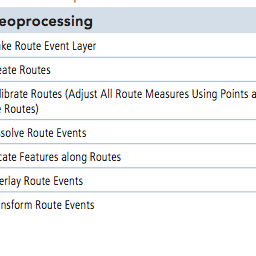 eoprocessing
ke Route Event Layer
eate Routes
librate Routes (Adjust All Route Measures Using Points a
Routes)
ssolve Route Events
cate Features along Routes
erlay Route Events
nsform Route Events